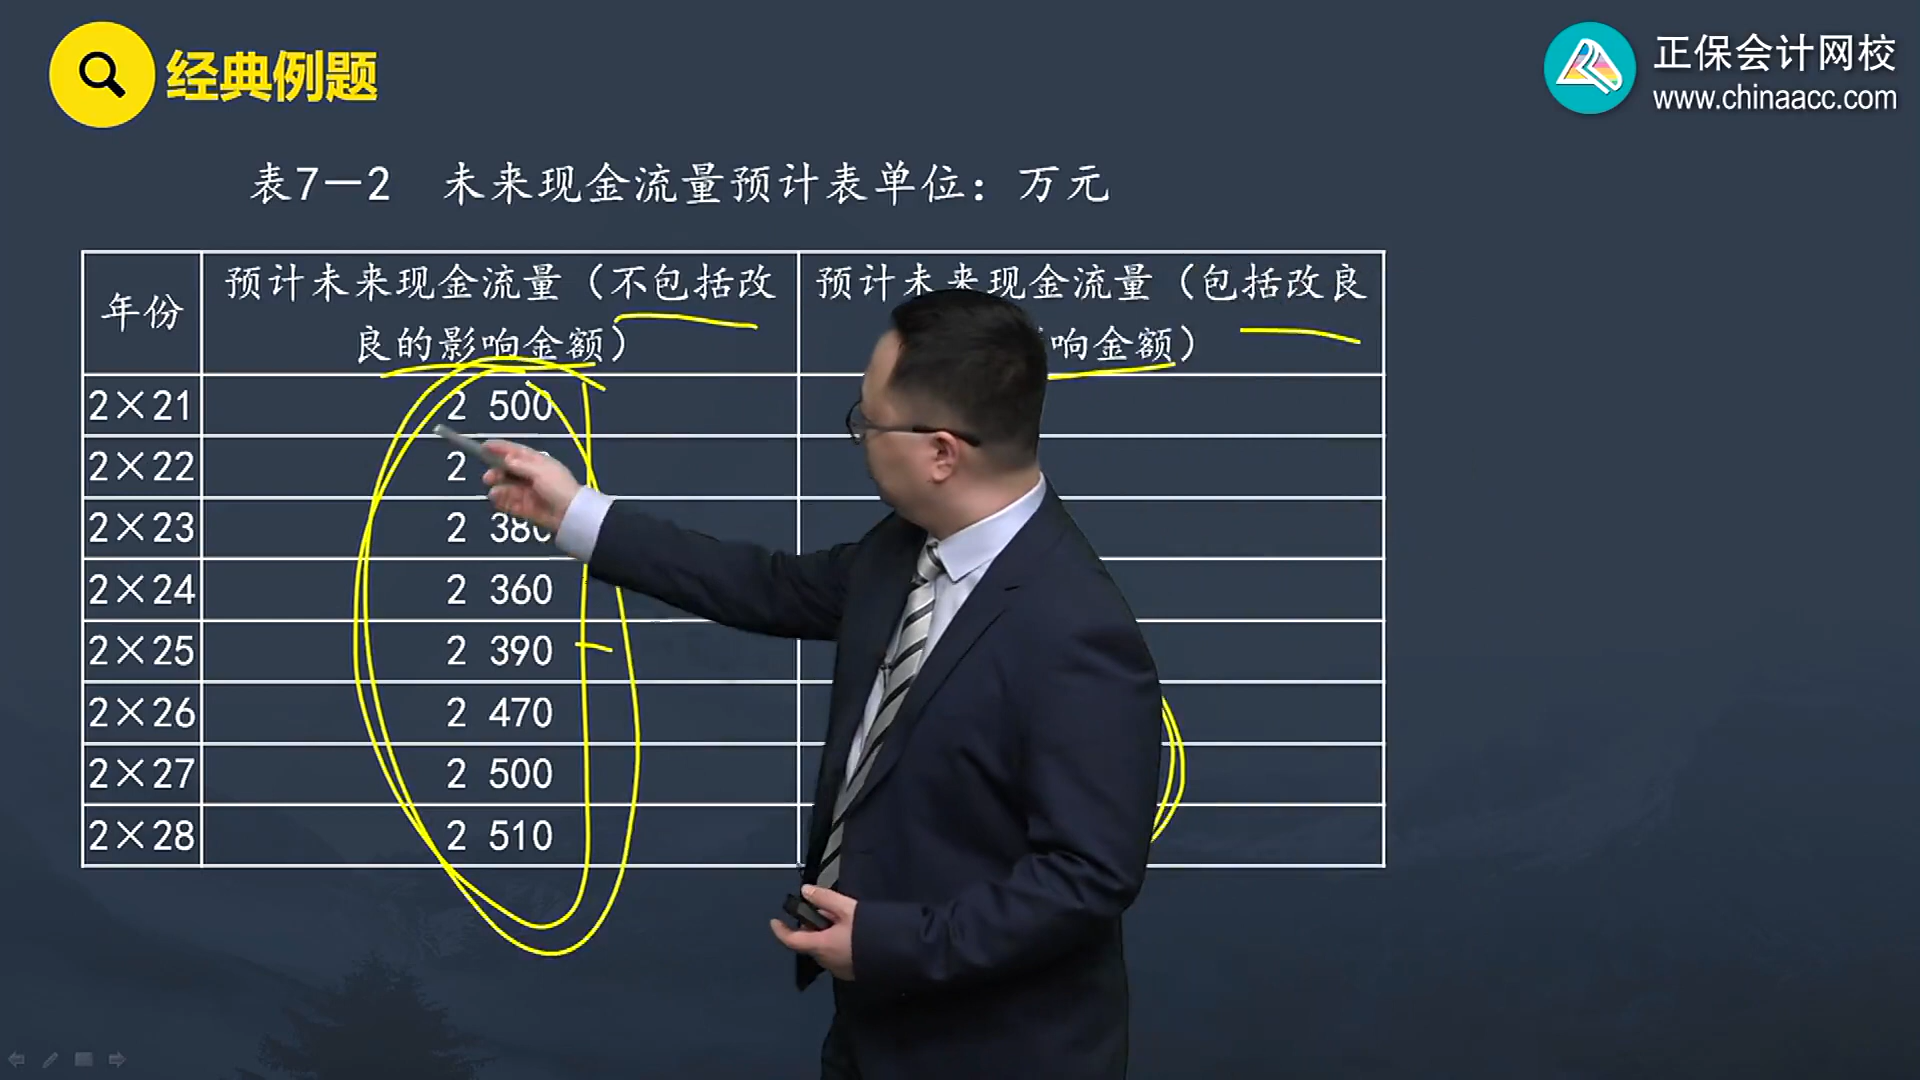 经典例题
正保会计网校
www.chinaacc.com
表7－2 未来现金流量预计表单位：万元
年份
预计未来现金流量（不包括改
良的影响金额）
预计未来现金流量（包括改良
响金额）
2×21 2 500
2×22 2
2×23 2 380
2×24 2 360
2×25 2 390
2×26 2 470
2×27 2 500
2×28 2 510